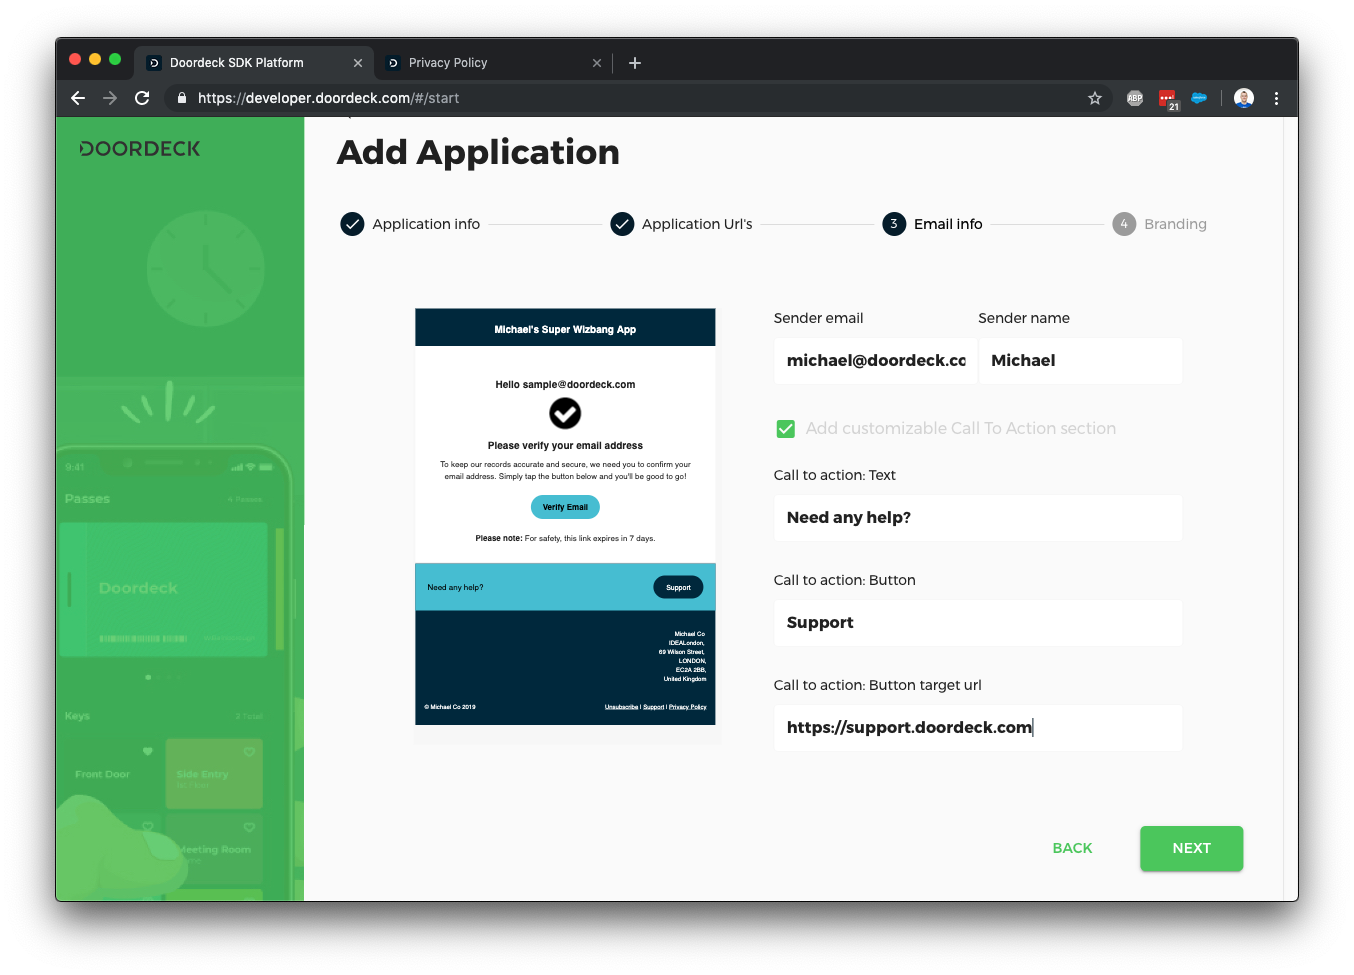 Doordeck SDK Platform
Privacy Policy
https://developer.doordeck.com/#/start
ABP
21
DOORDECK
Add Application
Application info
Application Url's
3 Email info
4 Branding
Michael's Super Wizbang App
Hello sample@doordeck.com
Please verify your email address
To keep our records accurate and secure, we need you to confirm your
email address. Simply tap the button below and you'll be good to go!
Verify Email
Please note: For safety, this link expires in 7 days.
Need any help?
Support
Michael Co
IDEALondon,
69 Wilson Street,
LONDON,
EC2A 2BB,
United Kingdom
© Michael Co 2019
Unsubscribe | Support | Privacy Policy
Sender email
Sender name
michael@doordeck.co
Michael
Add customizable Call To Action section
Call to action: Text
Need any help?
Call to action: Button
Support
Call to action: Button target url
https://support.doordeck.com
BACK
NEXT
9:41
Passes
Doordeck
Keys
3 Total
Front Door
Side Entry
Meeting Room